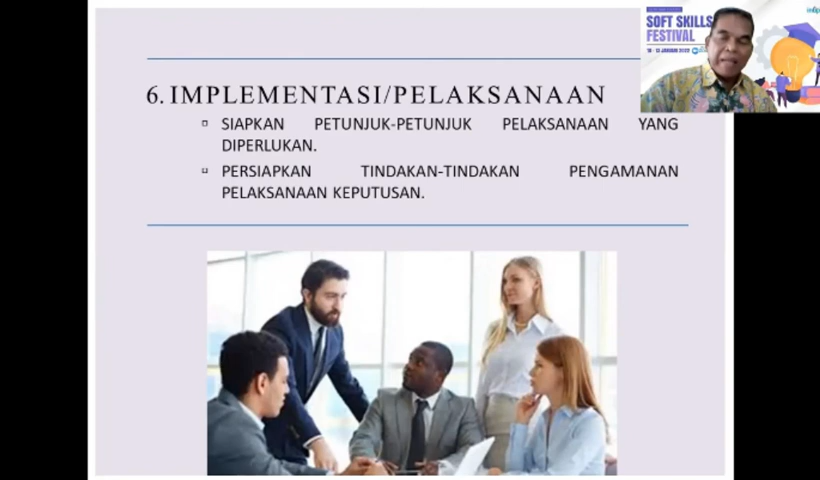 6. IMPLEMENTASI/PELAKSANAAN
▫ SIAPKAN PETUNJUK-PETUNJUK PELAKSANAAN YANG
DIPERLUKAN.
▫ PERSIAPKAN TINDAKAN-TINDAKAN PENGAMANAN
PELAKSANAAN KEPUTUSAN.
SOFT SKILLS
FESTIVAL